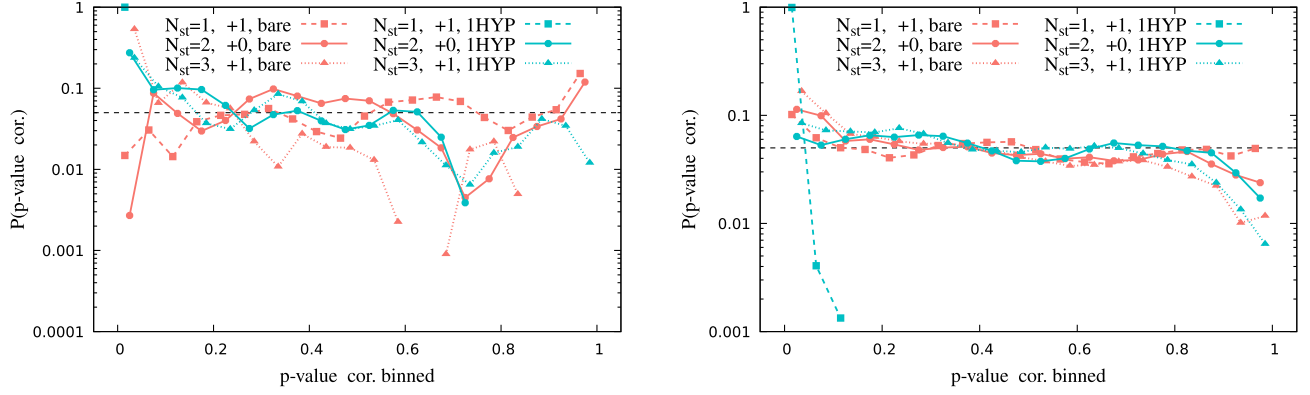 P(p-value cor.)
1
0.1
0.01
0.001
0.0001
N_st=1, +1, bare
N_st=2, +0, bare
N_st=3, +1, bare
N_st=1, +1, 1HYP
N_st=2, +0, 1HYP
N_st=3, +1, 1HYP
0 0.2 0.4 0.6 0.8 1
p-value cor. binned
P(p-value cor.)
1
0.1
0.01
0.001
N_st=1, +1, bare
N_st=2, +0, bare
N_st=3, +1, bare
N_st=1, +1, 1HYP
N_st=2, +0, 1HYP
N_st=3, +1, 1HYP
0 0.2 0.4 0.6 0.8 1
p-value cor. binned